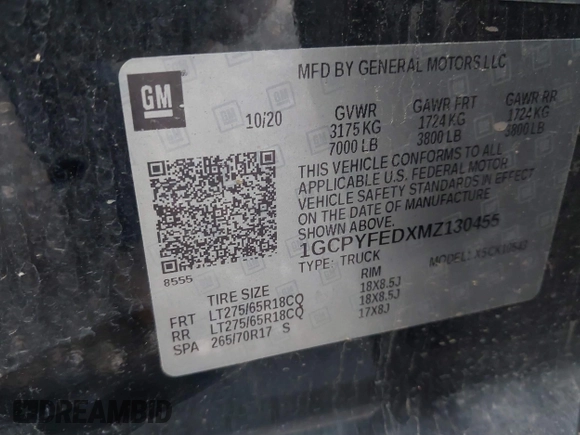 GM
MFD BY GENERAL MOTORS LLC
10/20
GVWR GAWR FRT GAWR RR
3175 KG 1724 KG 1724 KG
7000 LB 3800 LB 3800 LB
THIS VEHICLE CONFORMS TO ALL
APPLICABLE U.S. FEDERAL MOTOR
VEHICLE SAFETY STANDARDS IN EFFECT
ON THE DATE OF MANUFACTURE
SHOWN ABOVE.
1GCPYFEDXMZ130455
TYPE: TRUCK MODEL:
8555
TIRE SIZE RIM
FRT LT275/65R18CQ 18X8.5J
RR LT275/65R18CQ 18X8.5J
SPA 265/70R17 S 17X8J
DREAMBID